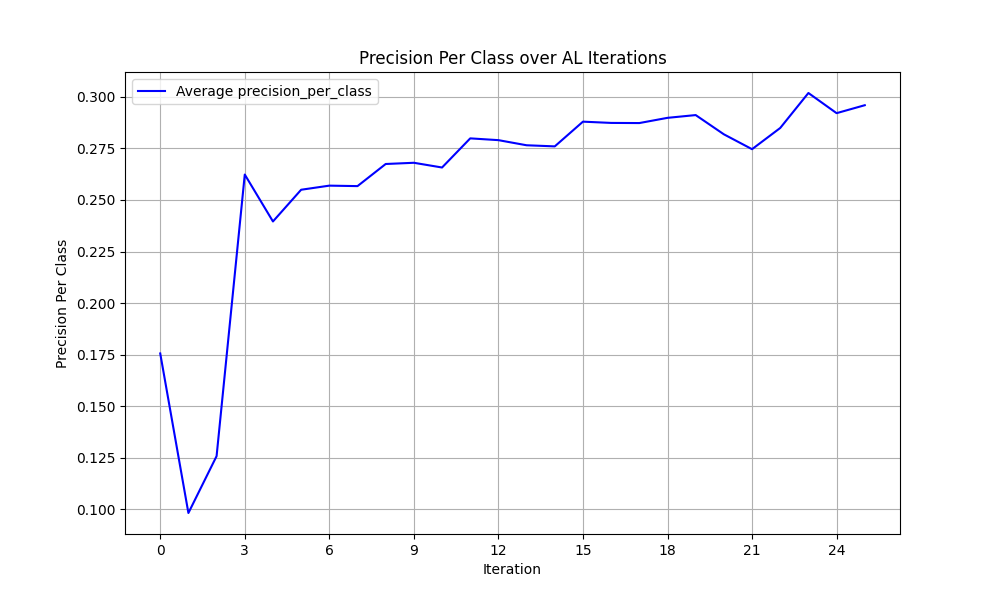 Precision Per Class over AL Iterations
Average precision_per_class
Precision Per Class
0.300
0.275
0.250
0.225
0.200
0.175
0.150
0.125
0.100
0 3 6 9 12 15 18 21 24
Iteration